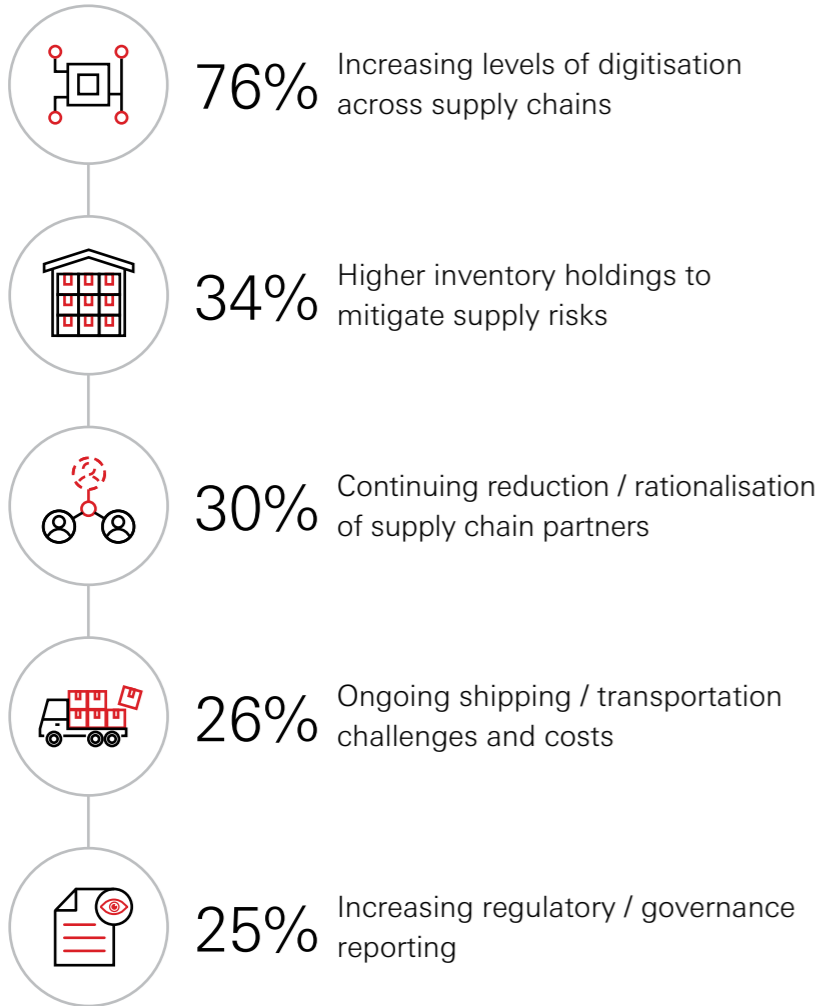 76%
Increasing levels of digitisation
across supply chains
34%
Higher inventory holdings to
mitigate supply risks
30%
Continuing reduction / rationalisation
of supply chain partners
26%
Ongoing shipping / transportation
challenges and costs
25%
Increasing regulatory / governance
reporting